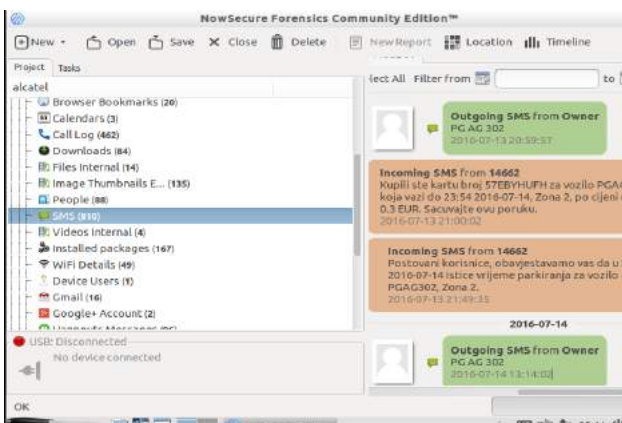 NowSecure Forensics Community Edition™
New Open Save Close Delete New Report Location Timeline
Project Tasks
alcatel
Browser Bookmarks (20)
Calendars (3)
Call Log (462)
Downloads (84)
Files Internal (14)
Image Thumbnails E... (135)
People (88)
SMS (810)
Videos Internal (4)
Installed packages (167)
WiFi Details (49)
Device Users (1)
Gmail (16)
Google+ Account (2)
USB: Disconnected
No device connected
OK
lect All Filter from to
Outgoing SMS from Owner
PG AG 302
2016-07-13 20:59:57
Incoming SMS from 14662
Kupili ste kartu broj 57EBYHUFH za vozilo PGAG
koja vazi do 23:54 2016-07-14, Zona 2, po cijeni
0.3 EUR. Sacuvajte ovu poruku.
2016-07-13 21:00:02
Incoming SMS from 14662
Postovani korisnice, obavjestavamo vas da u
2016-07-14 istice vrijeme parkiranja za vozilo
PGAG302, Zona 2.
2016-07-13 21:49:35
2016-07-14
Outgoing SMS from Owner
PG AG 302
2016-07-14 13:14:02